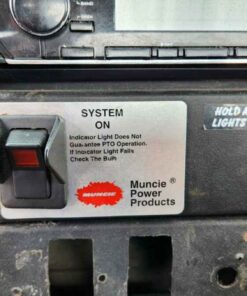 SYSTEM
ON
Indicator Light Does Not
Guarantee PTO Operation.
If Indicator Light Fails
Check The Bulb
MUNCIE
Muncie ®
Power
Products
HOLD
LIGHTS